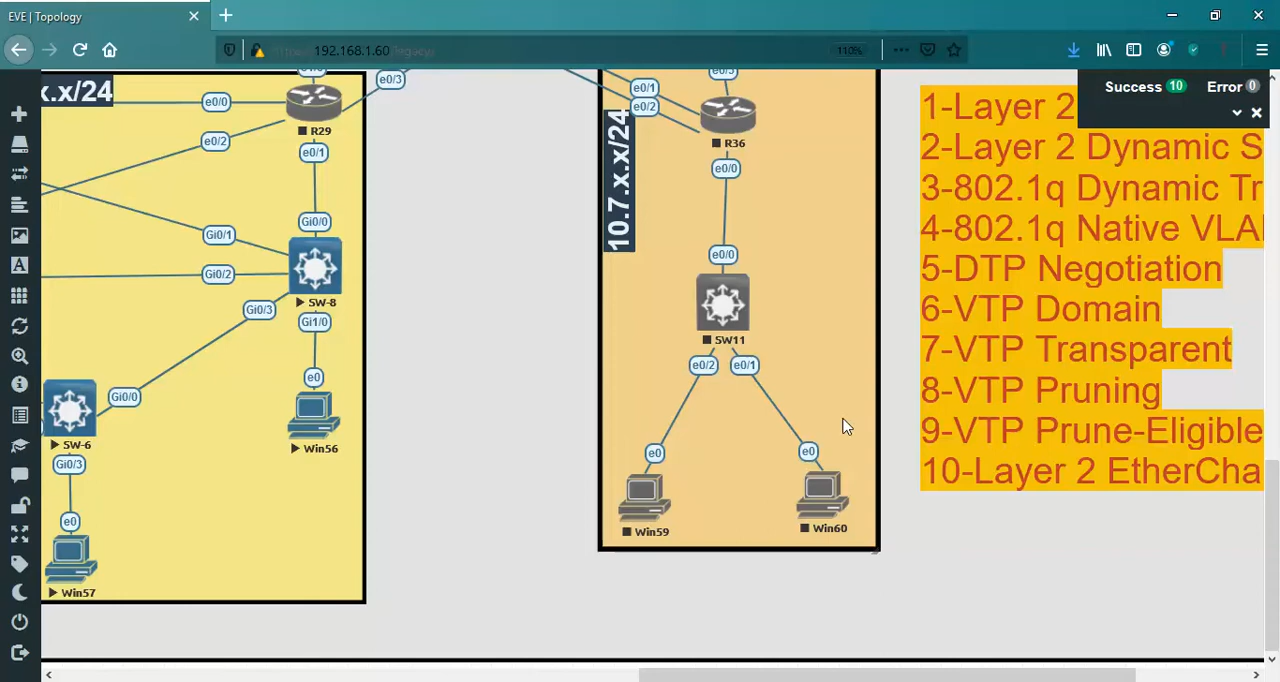 EVE | Topology
192.168.1.60/legacy/
110%
Success 10 Error 0
x.x/24
e0/0
e0/2
e0/3
R29
e0/1
Gi0/0
Gi0/1
Gi0/2
SW-8
Gi0/3
Gi1/0
e0
Win56
Gi0/0
SW-6
Gi0/3
e0
Win57
10.7.x.x/24
e0/3
e0/1
e0/2
R36
e0/0
e0/0
SW11
e0/2
e0/1
e0
e0
Win59
Win60
1-Layer 2
2-Layer 2 Dynamic S
3-802.1q Dynamic Tr
4-802.1q Native VLA
5-DTP Negotiation
6-VTP Domain
7-VTP Transparent
8-VTP Pruning
9-VTP Prune-Eligible
10-Layer 2 EtherCha